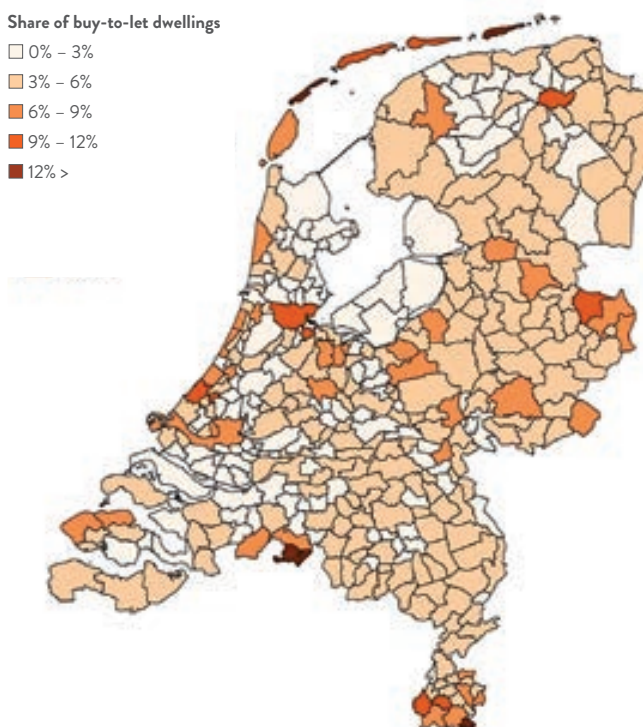 Share of buy-to-let dwellings
0% – 3%
3% – 6%
6% – 9%
9% – 12%
12% >